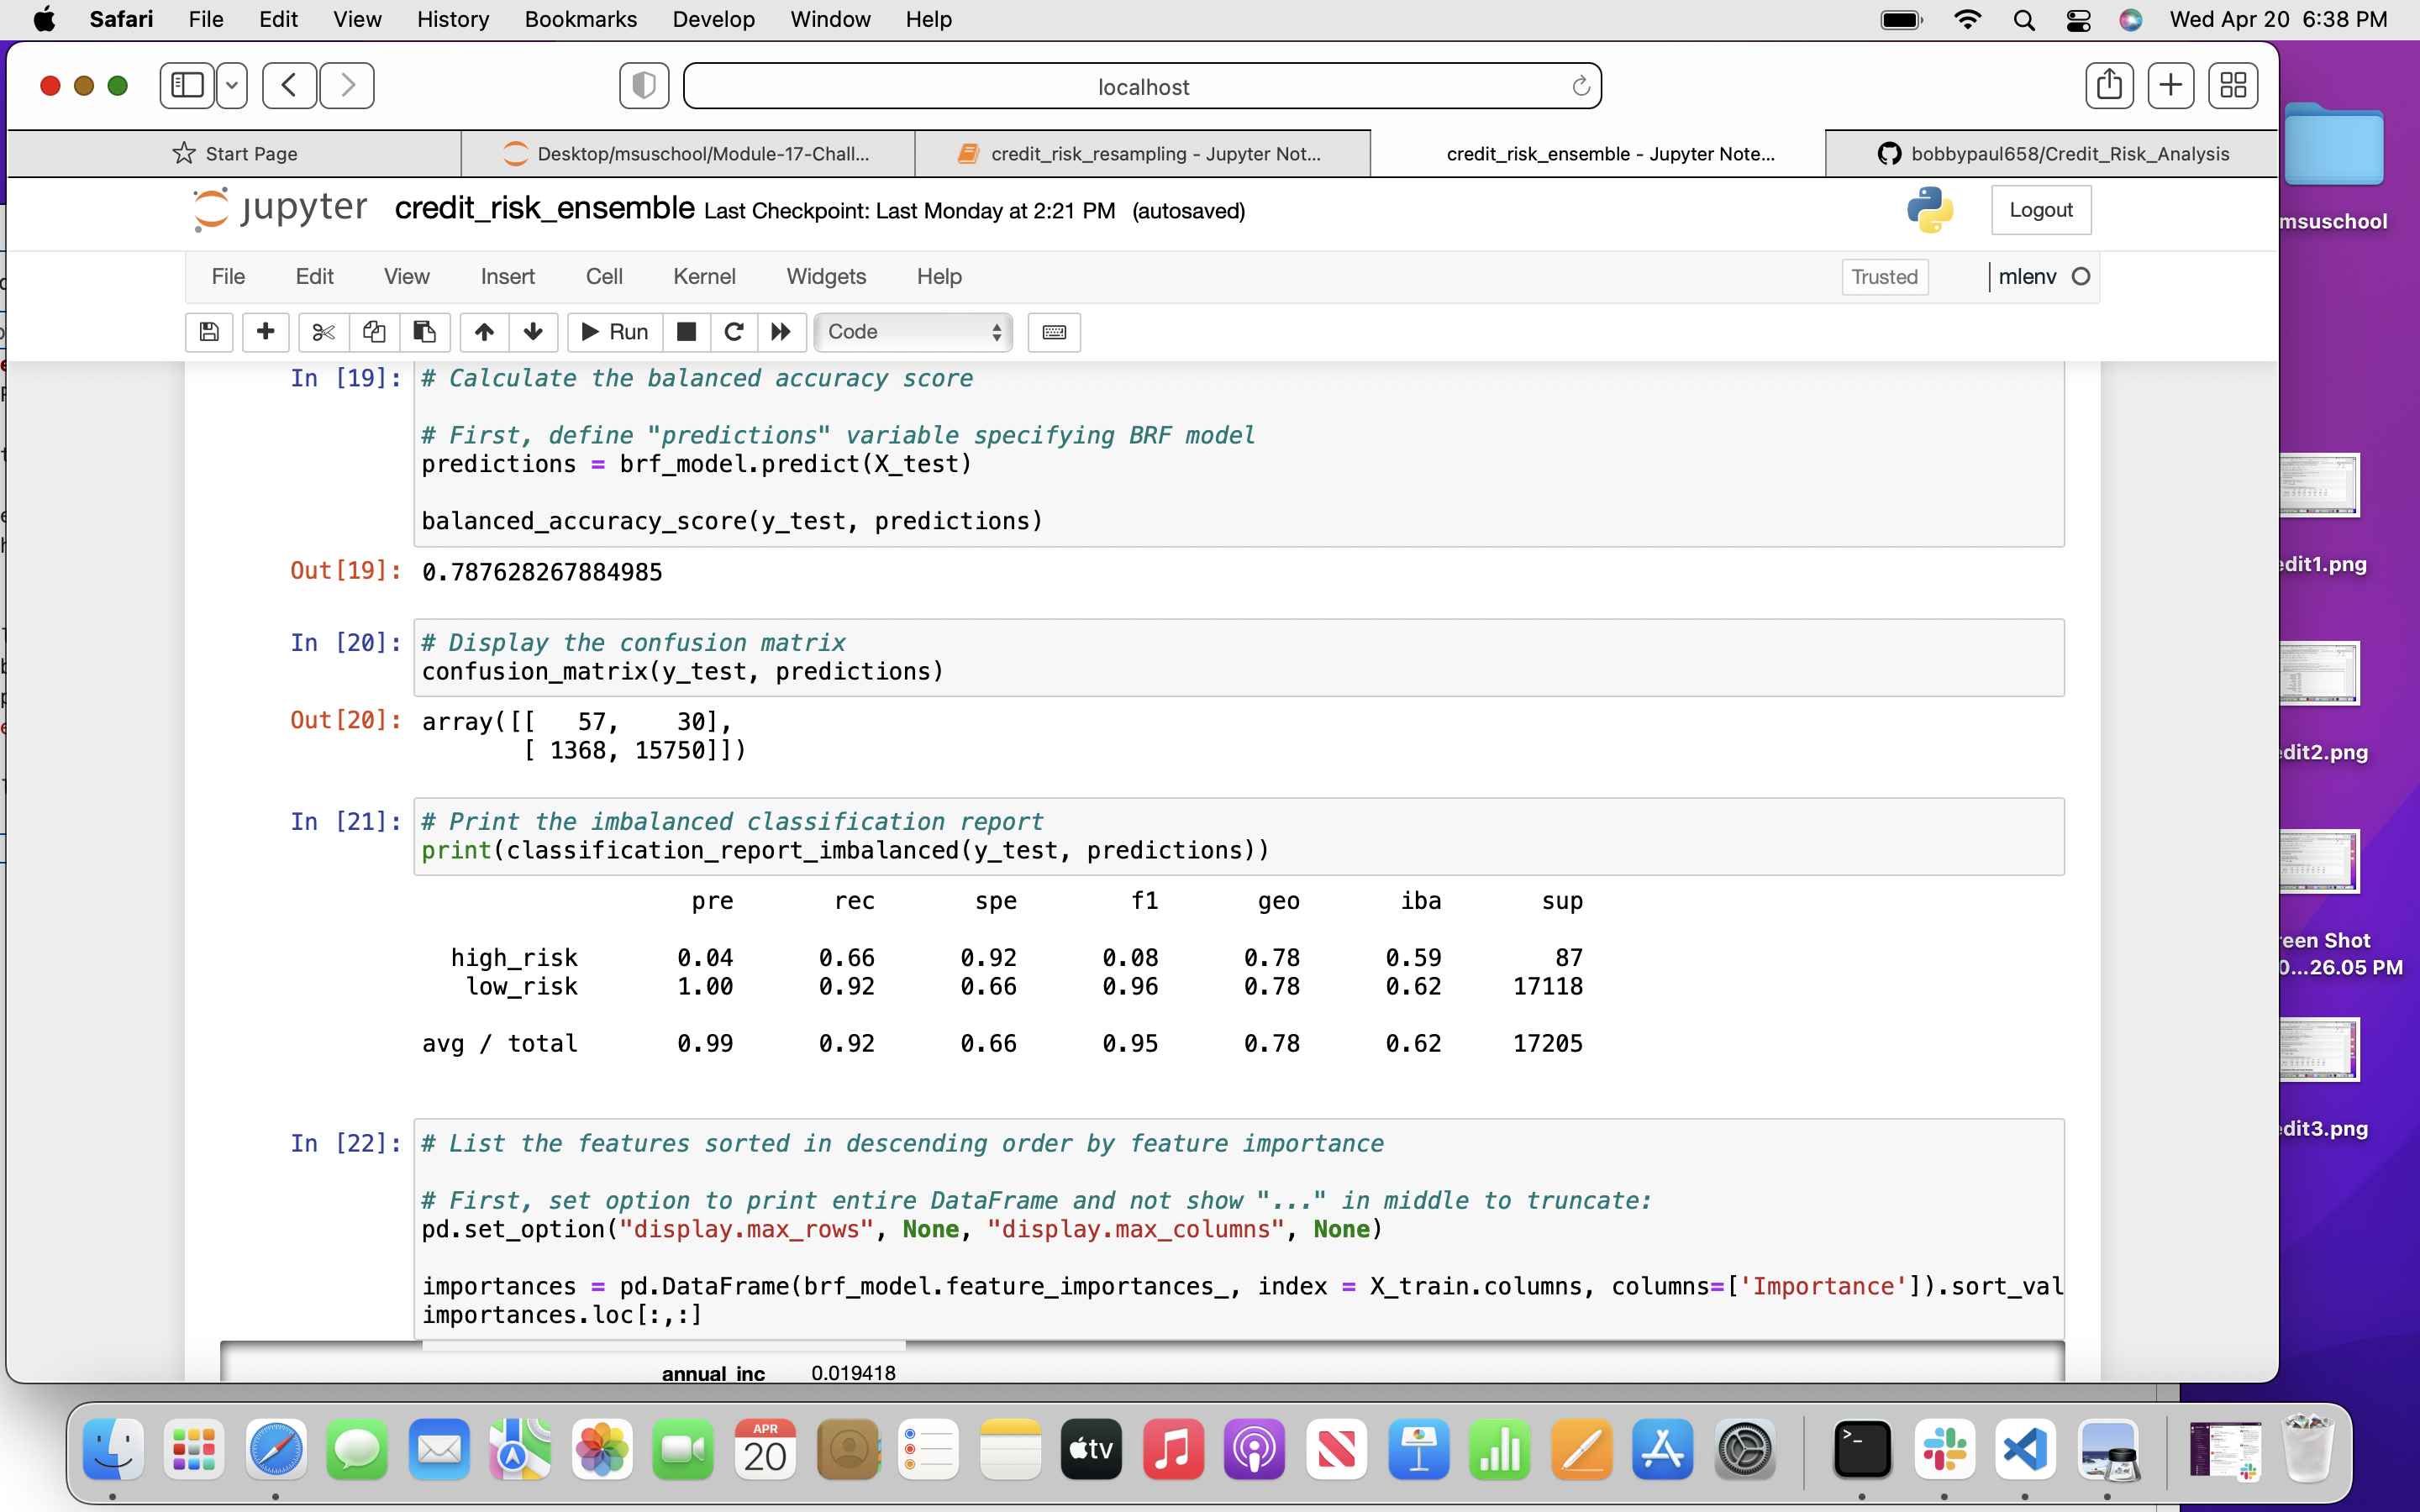 Safari File Edit View History Bookmarks Develop Window Help Wed Apr 20 6:38 PM
localhost
Start Page Desktop/msuschool/Module-17-Chall... credit_risk_resampling - Jupyter Not... credit_risk_ensemble - Jupyter Note... bobbypaul658/Credit_Risk_Analysis
jupyter credit_risk_ensemble Last Checkpoint: Last Monday at 2:21 PM (autosaved) Logout
msuschool
File Edit View Insert Cell Kernel Widgets Help Trusted mlenv
Run Code
In [19]: # Calculate the balanced accuracy score
# First, define "predictions" variable specifying BRF model
predictions = brf_model.predict(X_test)
balanced_accuracy_score(y_test, predictions)
Out[19]: 0.787628267884985
edit1.png
In [20]: # Display the confusion matrix
confusion_matrix(y_test, predictions)
Out[20]: array([[   57,    30],
[ 1368, 15750]])
edit2.png
In [21]: # Print the imbalanced classification report
print(classification_report_imbalanced(y_test, predictions))
pre rec spe f1 geo iba sup
high_risk 0.04 0.66 0.92 0.08 0.78 0.59 87
low_risk 1.00 0.92 0.66 0.96 0.78 0.62 17118
avg / total 0.99 0.92 0.66 0.95 0.78 0.62 17205
reen Shot
0...26.05 PM
In [22]: # List the features sorted in descending order by feature importance
# First, set option to print entire DataFrame and not show "..." in middle to truncate:
pd.set_option("display.max_rows", None, "display.max_columns", None)
importances = pd.DataFrame(brf_model.feature_importances_, index = X_train.columns, columns=['Importance']).sort_val
importances.loc[:,:]
edit3.png
annual_inc 0.019418
APR
20
tv